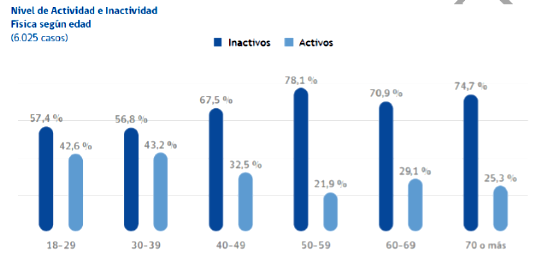 Nivel de Actividad e Inactividad
Física según edad
(6.025 casos)
Inactivos Activos
57,4 % 42,6 % 56,8 % 43,2 % 67,5 % 32,5 % 78,1 % 21,9 % 70,9 % 29,1 % 74,7 % 25,3 %
18-29 30-39 40-49 50-59 60-69 70 o más